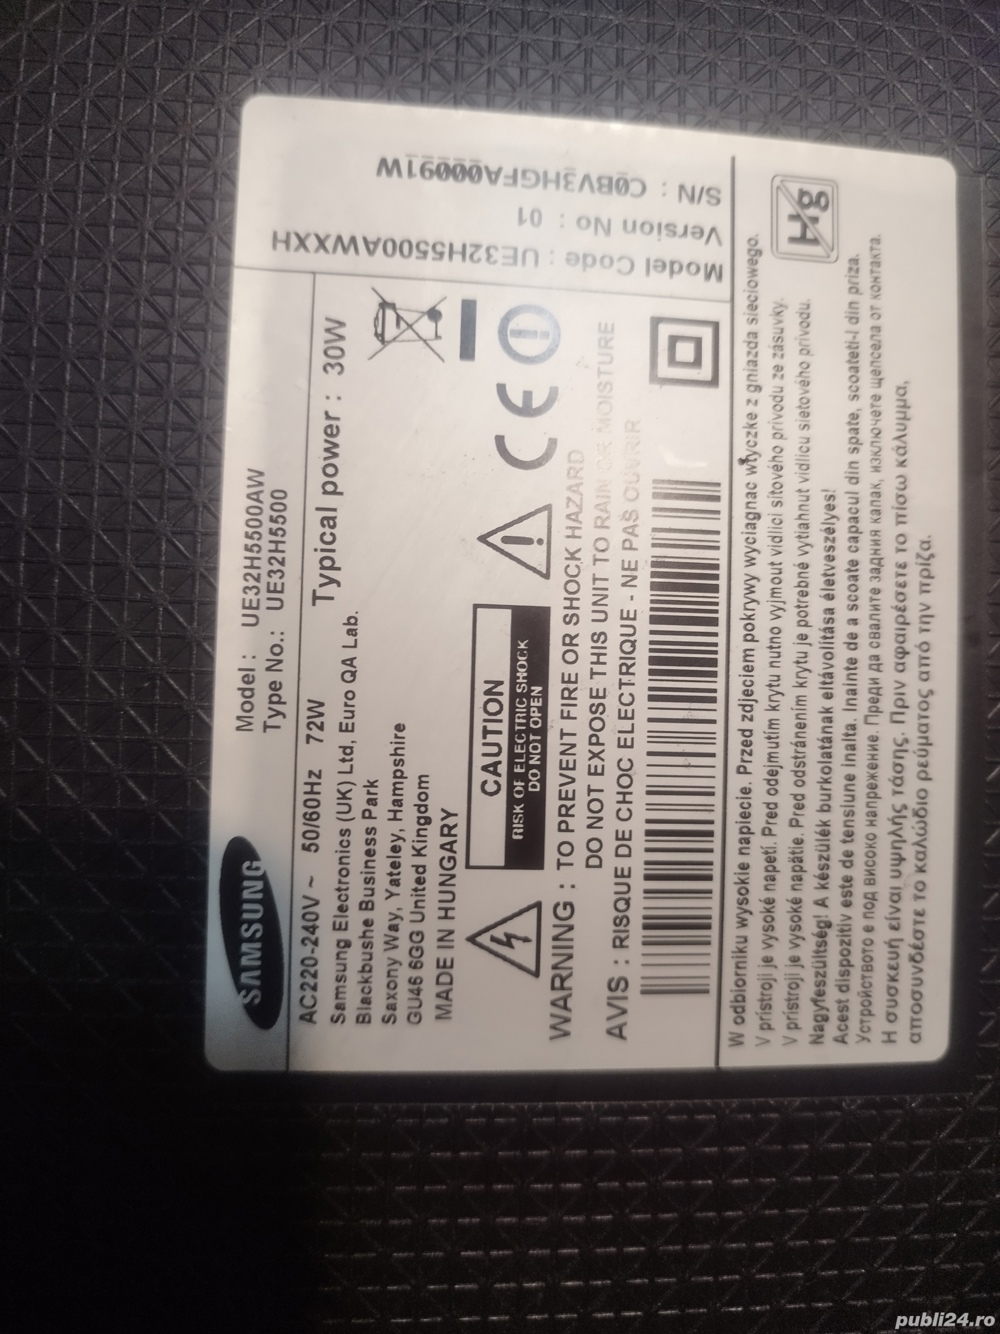 SAMSUNG
Model : UE32H5500AW
Type No.: UE32H5500
AC220-240V ~ 50/60Hz 72W Typical power : 30W
Samsung Electronics (UK) Ltd, Euro QA Lab.
Blackbushe Business Park
Saxony Way, Yateley, Hampshire
GU46 6GG United Kingdom
MADE IN HUNGARY
CAUTION
RISK OF ELECTRIC SHOCK
DO NOT OPEN
CE
WARNING : TO PREVENT FIRE OR SHOCK HAZARD
DO NOT EXPOSE THIS UNIT TO RAIN OR MOISTURE
AVIS : RISQUE DE CHOC ELECTRIQUE - NE PAS OUVRIR
Model Code : UE32H5500AWXXH
Version No : 01
S/N : C0BV3HGFA00091W
Hg
W odbiorniku wysokie napiecie. Przed zdjeciem pokrywy wyciagnac wtyczke z gniazda sieciowego.
V prístroji je vysoké napetí. Pred odejmutím krytu nutno vyjmout vidlici sítového prívodu ze zásuvky.
V prístroji je vysoké napätie. Pred odstránením krytu je potrebné vytiahnut vidlicu sietového prívodu.
Nagyfeszültség! A készülék burkolatának eltávolítása életveszélyes!
Acest dispozitiv este de tensiune inalta. Inainte de a scoate capacul din spate, scoateti-l din priza.
Устройството е под високо напрежение. Преди да свалите задния капак, изключете щепсела от контакта.
Η συσκευή είναι υψηλής τάσης. Πριν αφαιρέσετε το πίσω κάλυμμα,
αποσυνδέστε το καλώδιο ρεύματος από την πρίζα.
publi24.ro